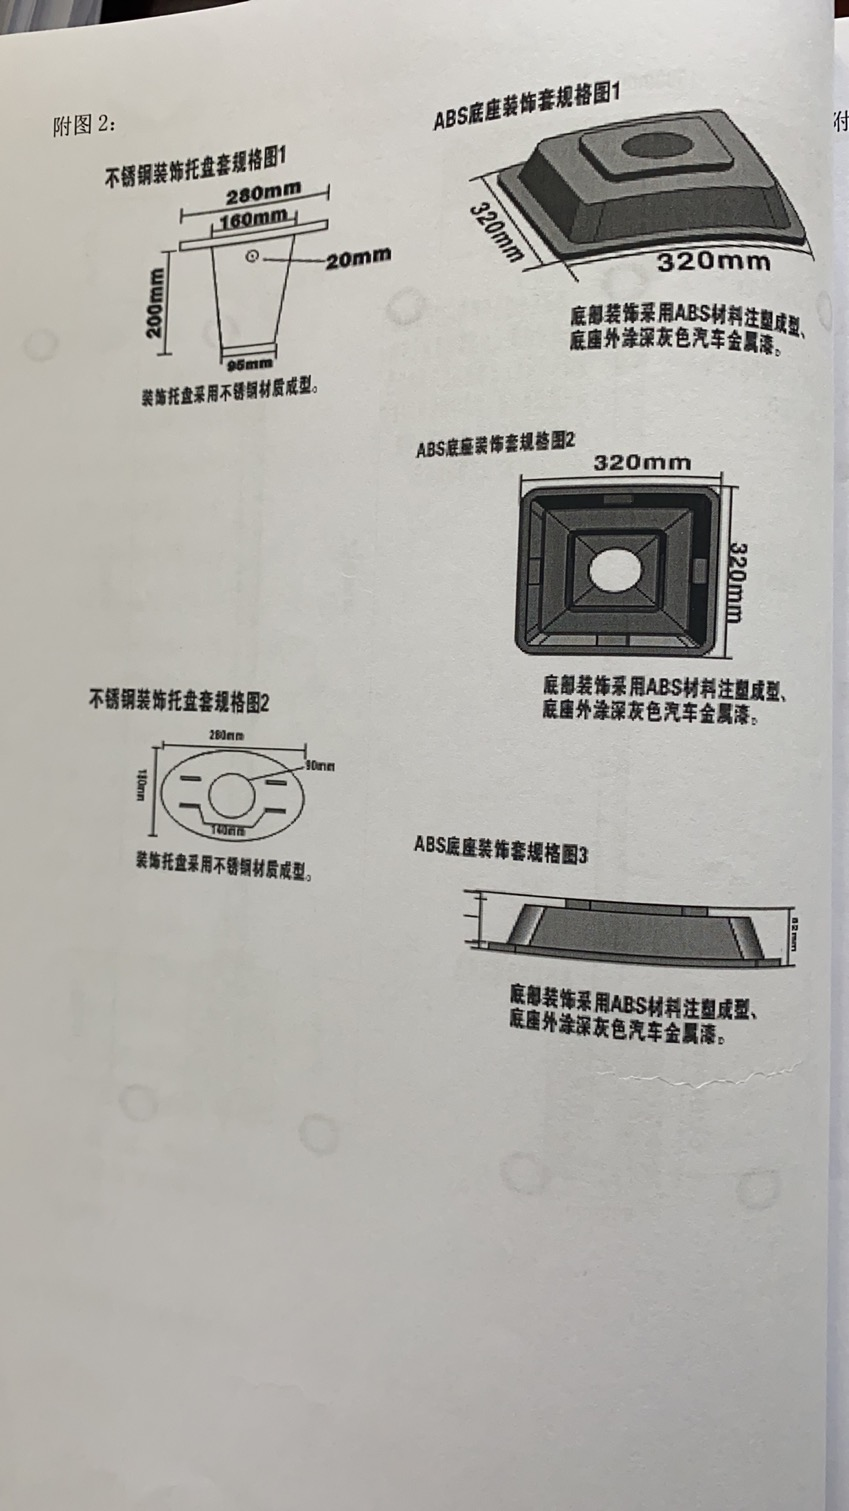 附图 2：
不锈钢装饰托盘套规格图1
280mm
160mm
20mm
200mm
95mm
装饰托盘采用不锈钢材质成型。
ABS底座装饰套规格图1
320mm
320mm
底部装饰采用ABS材料注塑成型、
底座外涂深灰色汽车金属漆。
ABS底座装饰套规格图2
320mm
320mm
底部装饰采用ABS材料注塑成型、
底座外涂深灰色汽车金属漆。
不锈钢装饰托盘套规格图2
280mm
90mm
140mm
装饰托盘采用不锈钢材质成型。
ABS底座装饰套规格图3
底部装饰采用ABS材料注塑成型、
底座外涂深灰色汽车金属漆。
附